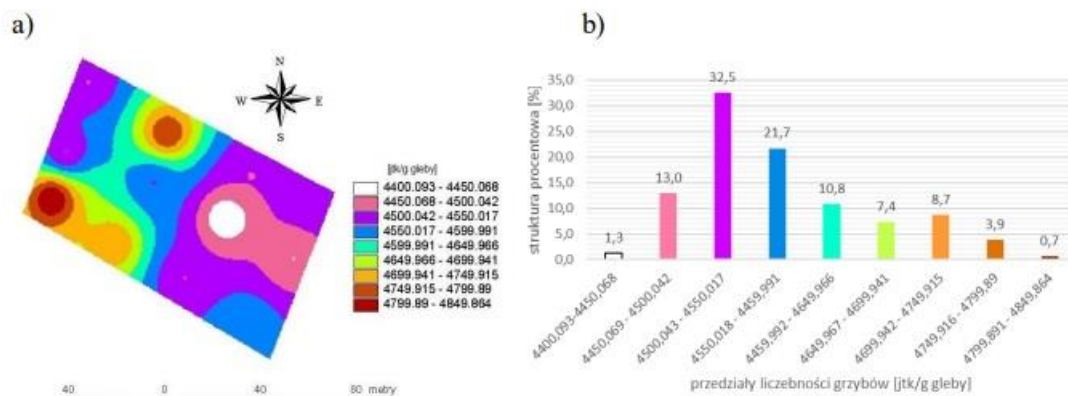 a)
N
W
E
S
[jtk/g gleby]
4400.093 - 4450.068
4450.068 - 4500.042
4500.042 - 4550.017
4550.017 - 4599.991
4599.991 - 4649.966
4649.966 - 4699.941
4699.941 - 4749.915
4749.915 - 4799.89
4799.89 - 4849.864
40 0 40 80 metry
b)
struktura procentowa [%]
35,0
30,0
25,0
20,0
15,0
10,0
5,0
0,0
1,3
13,0
32,5
21,7
10,8
7,4
8,7
3,9
0,7
4400,093-4450,068
4450,069 - 4500,042
4500,043 - 4550,017
4550,018 - 4459,991
4459,992 - 4649,966
4649,967 - 4699,941
4699,942 - 4749,915
4749,916 - 4799,89
4799,891 - 4849,864
przedziały liczebności grzybów [jtk/g gleby]